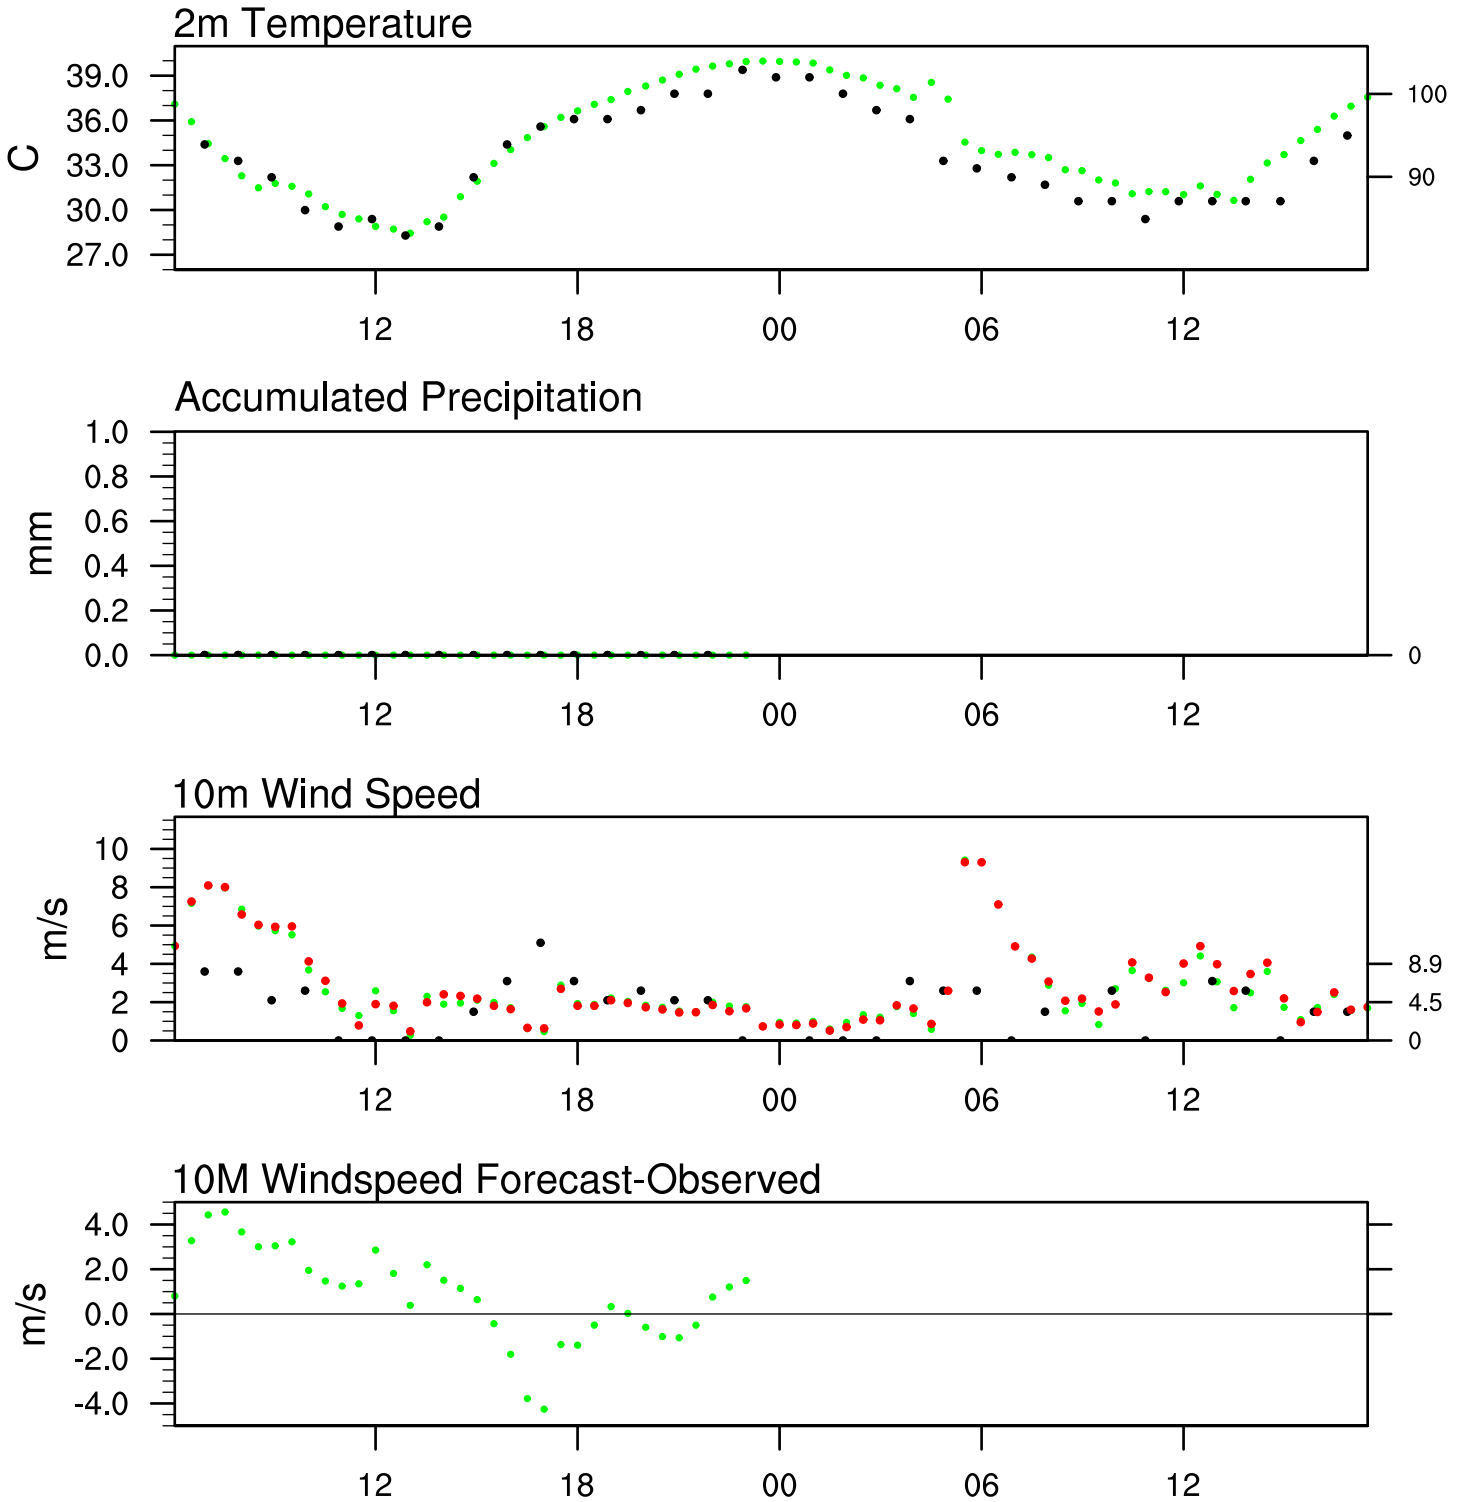 2m Temperature
39.0
36.0
33.0
30.0
27.0
C
100
90
12 18 00 06 12
Accumulated Precipitation
1.0
0.8
0.6
0.4
0.2
0.0
mm
0
12 18 00 06 12
10m Wind Speed
10
8
6
4
2
0
m/s
8.9
4.5
0
12 18 00 06 12
10M Windspeed Forecast-Observed
4.0
2.0
0.0
-2.0
-4.0
m/s
12 18 00 06 12